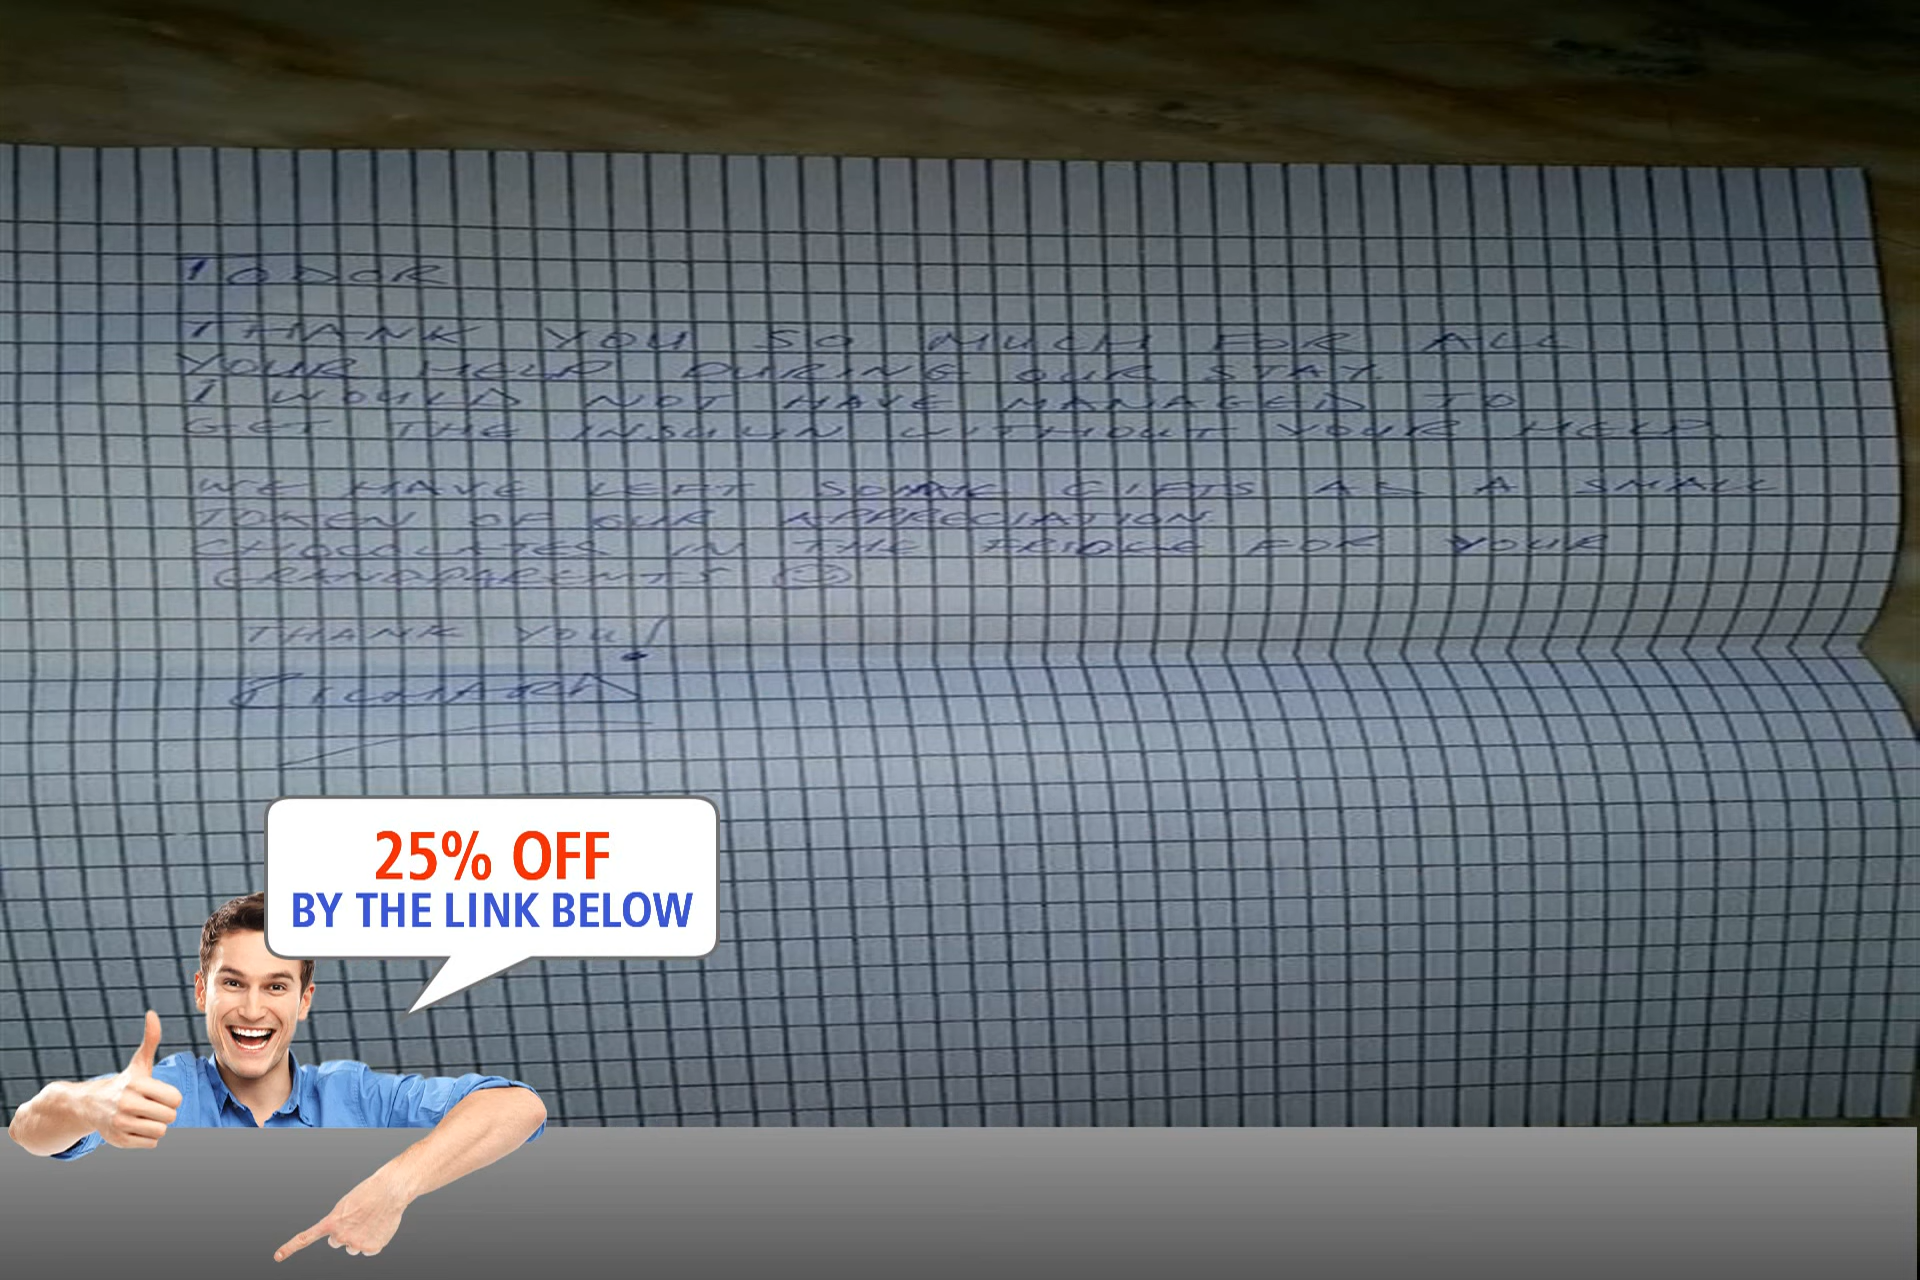 TODOR
THANK YOU SO MUCH FOR ALL
YOUR HELP DURING OUR STAY.
I WOULD NOT HAVE MANAGED TO
GET THE INSULIN WITHOUT YOUR HELP.
WE HAVE LEFT SOME GIFTS AS A SMALL
TOKEN OF OUR APPRECIATION
CHOCOLATES IN THE FRIDGE FOR YOUR
GRANDPARENTS ☺
THANK YOU!
RICHARD
25% OFF
BY THE LINK BELOW